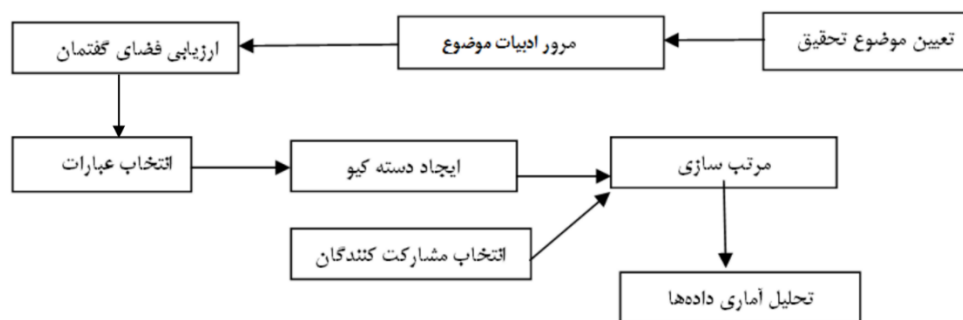 تعیین موضوع تحقیق
مرور ادبیات موضوع
ارزیابی فضای گفتمان
انتخاب عبارات
ایجاد دسته کیو
مرتب سازی
انتخاب مشارکت کنندگان
تحلیل آماری داده‌ها